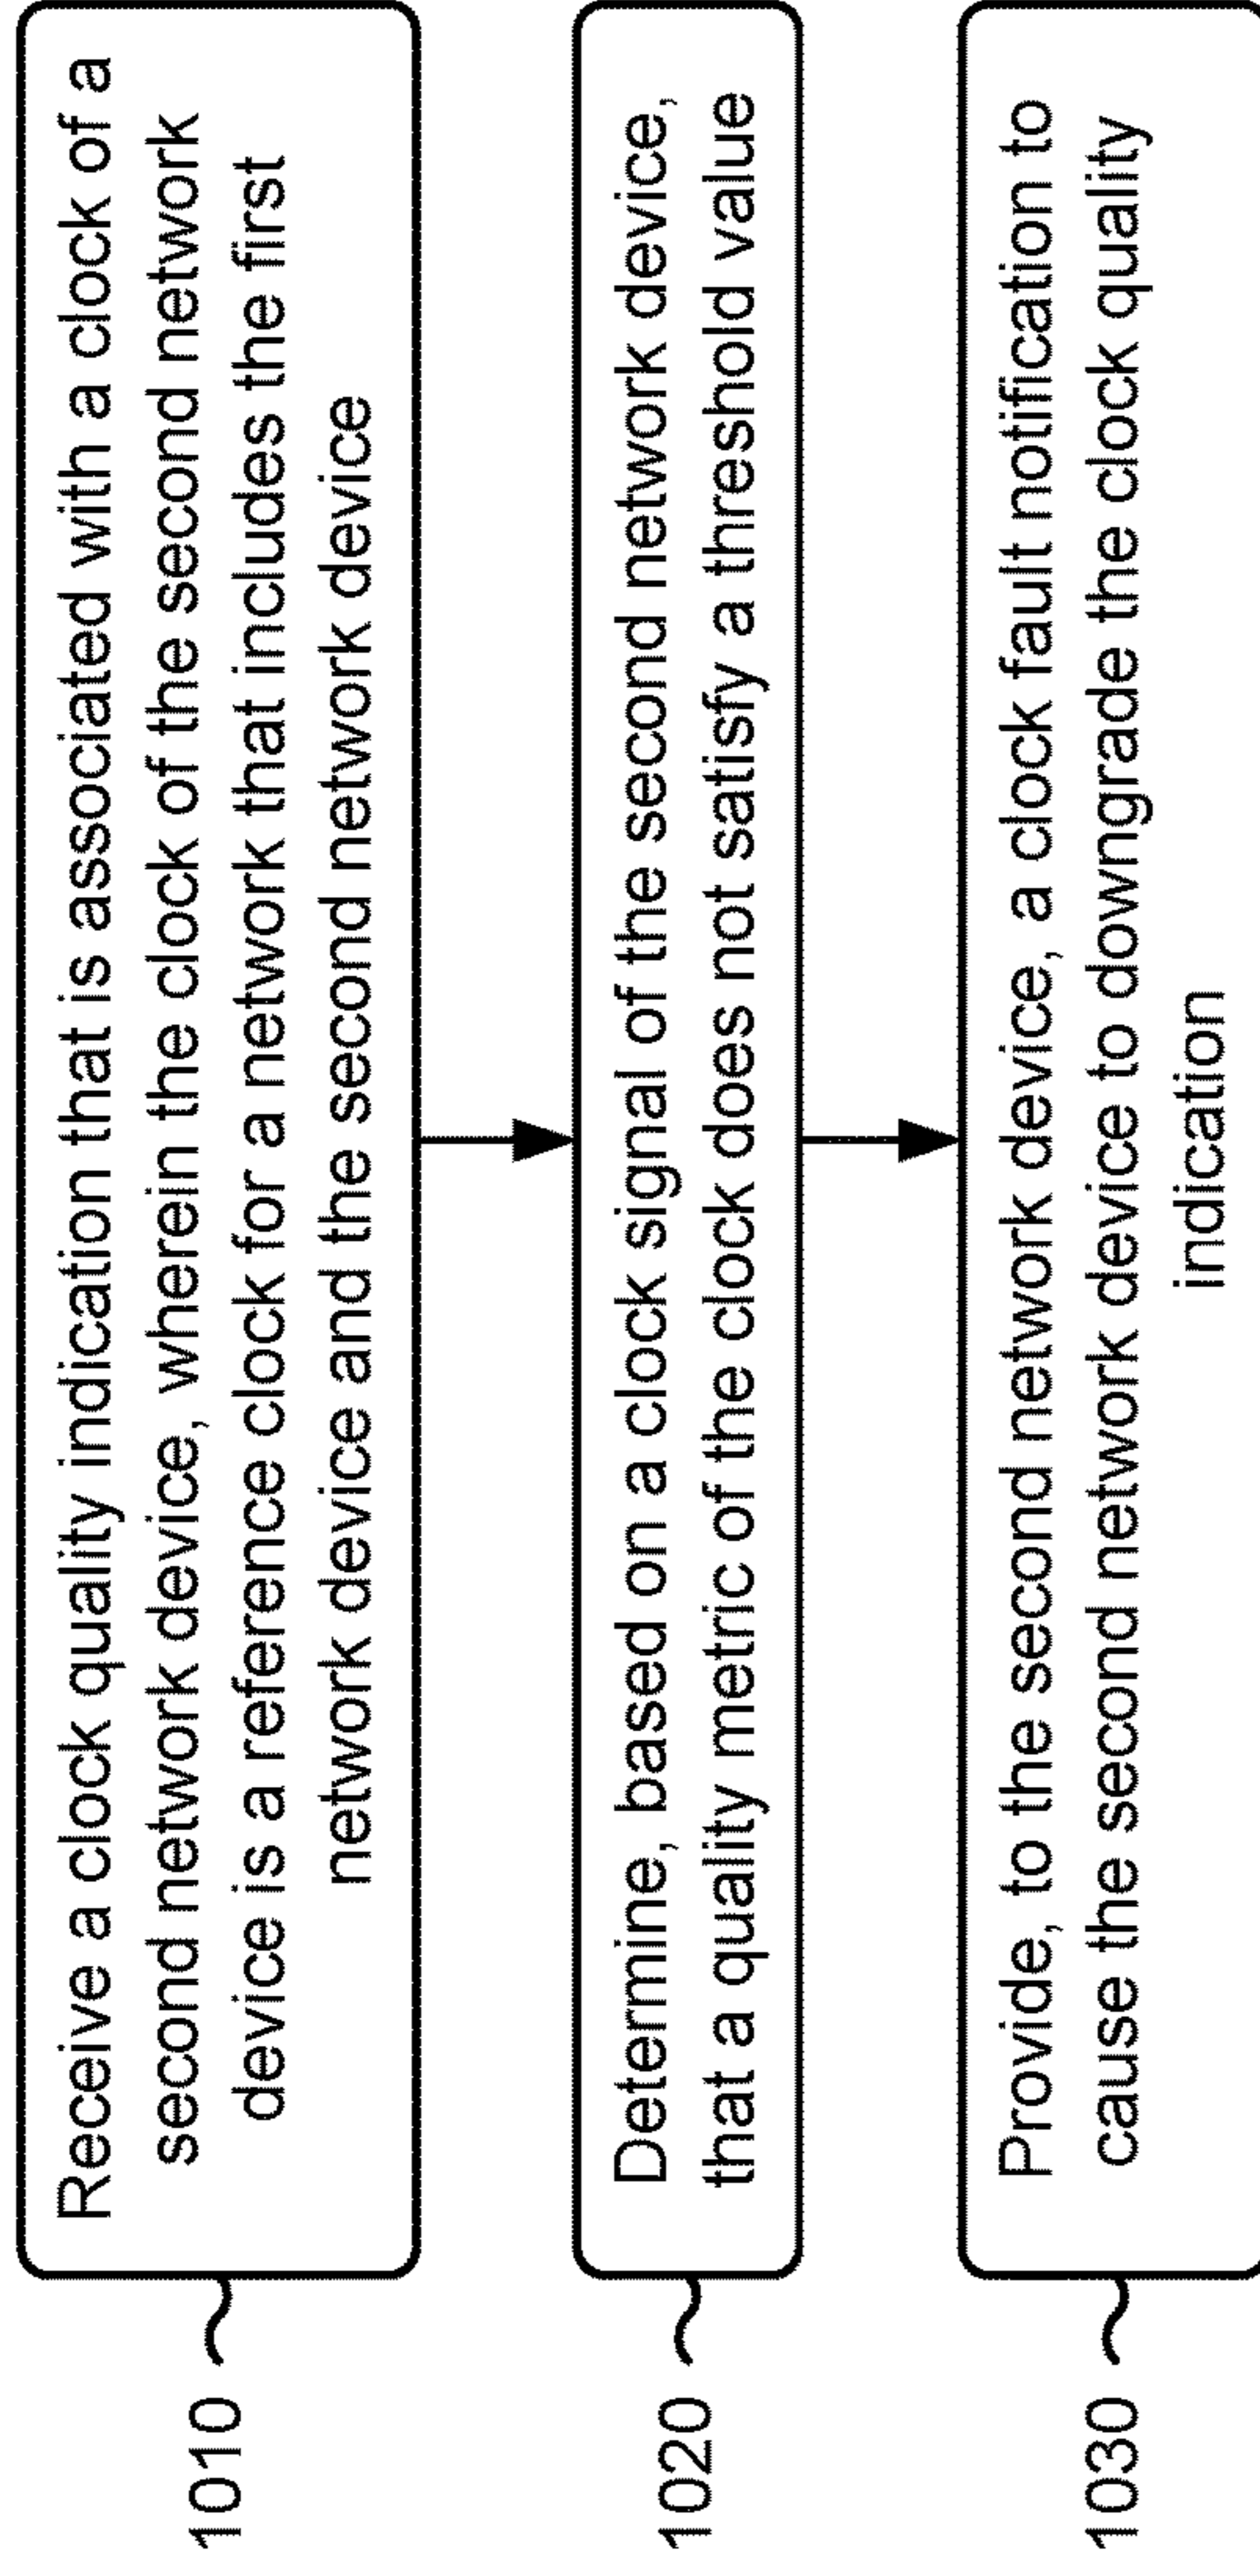 1010
Receive a clock quality indication that is associated with a clock of a
second network device, wherein the clock of the second network
device is a reference clock for a network that includes the first
network device and the second network device
1020
Determine, based on a clock signal of the second network device,
that a quality metric of the clock does not satisfy a threshold value
1030
Provide, to the second network device, a clock fault notification to
cause the second network device to downgrade the clock quality
indication